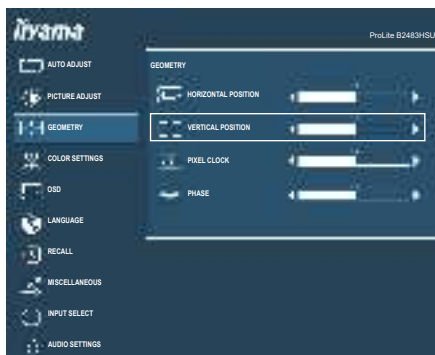 iiyama
ProLite B2483HSU
AUTO ADJUST
PICTURE ADJUST
GEOMETRY
COLOR SETTINGS
OSD
LANGUAGE
RECALL
MISCELLANEOUS
INPUT SELECT
AUDIO SETTINGS
GEOMETRY
HORIZONTAL POSITION
VERTICAL POSITION
PIXEL CLOCK
PHASE